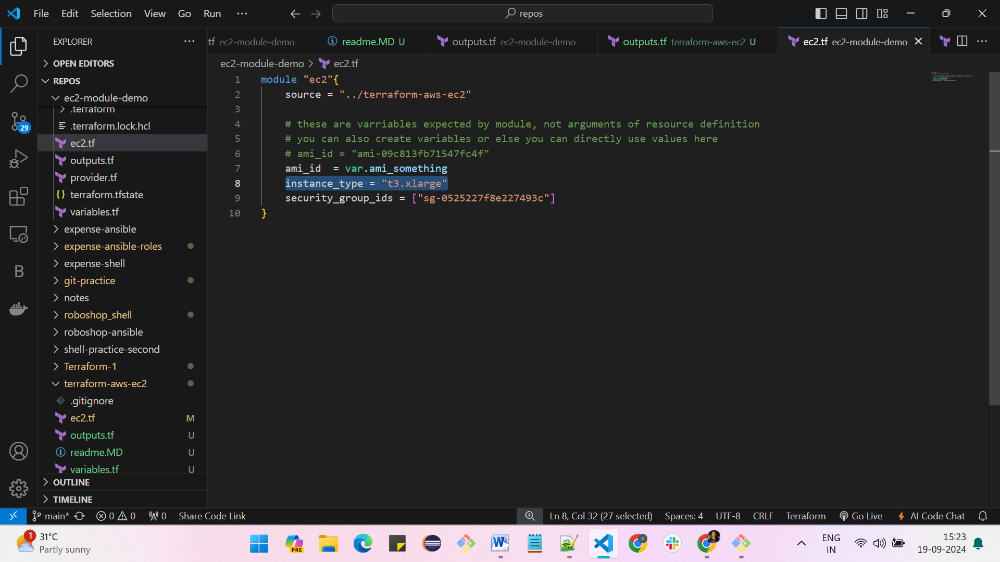 File Edit Selection View Go Run ...
repos
EXPLORER ...
OPEN EDITORS
REPOS
ec2-module-demo
.terraform
.terraform.lock.hcl
ec2.tf
outputs.tf
provider.tf
{} terraform.tfstate
variables.tf
expense-ansible
expense-ansible-roles
expense-shell
git-practice
notes
roboshop_shell
roboshop-ansible
shell-practice-second
Terraform-1
terraform-aws-ec2
.gitignore
ec2.tf M
outputs.tf U
readme.MD U
variables.tf U
OUTLINE
TIMELINE
29
B
tf ec2-module-demo
readme.MD U
outputs.tf ec2-module-demo
outputs.tf terraform-aws-ec2 U
ec2.tf ec2-module-demo
ec2-module-demo > ec2.tf
1 module "ec2"{
2 source = "../terraform-aws-ec2"
3
4 # these are varriables expected by module, not arguments of resource definition
5 # you can also create variables or else you can directly use values here
6 # ami_id = "ami-09c813fb71547fc4f"
7 ami_id  = var.ami_something
8 instance_type = "t3.xlarge"
9 security_group_ids = ["sg-0525227f8e227493c"]
10 }
main* 0 0 0 Share Code Link
Ln 8, Col 32 (27 selected) Spaces: 4 UTF-8 CRLF Terraform Go Live AI Code Chat
1 31°C
Partly sunny
PRE
W
C
ENG
IN
15:23
19-09-2024